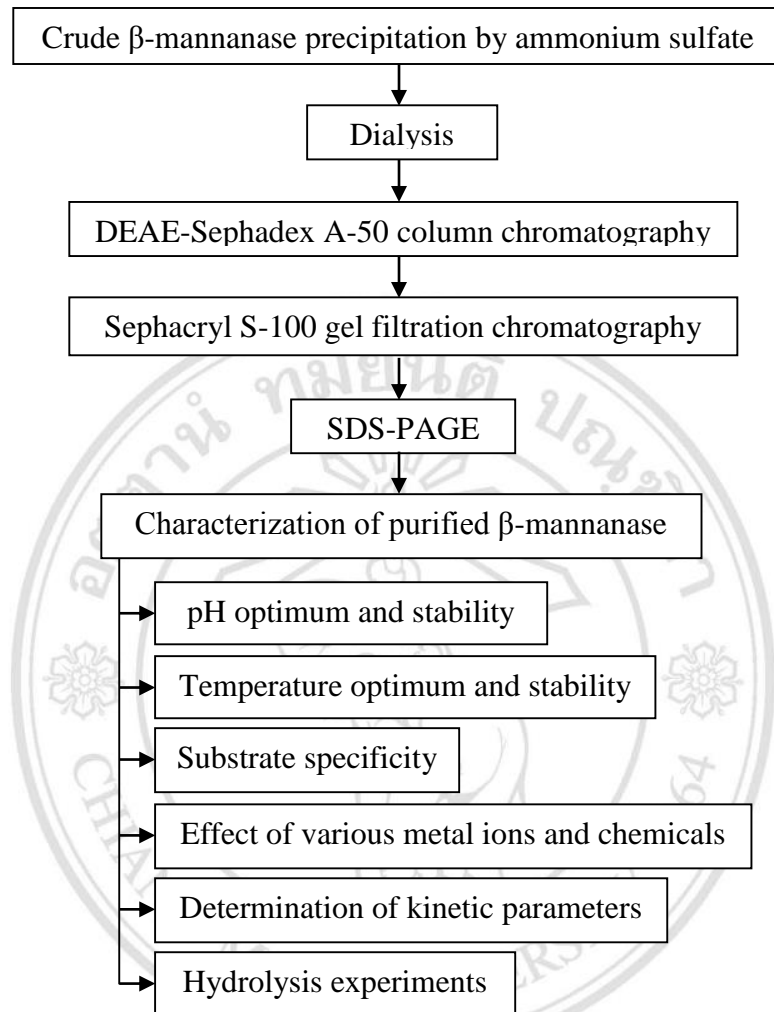 Crude β-mannanase precipitation by ammonium sulfate
Dialysis
DEAE-Sephadex A-50 column chromatography
Sephacryl S-100 gel filtration chromatography
SDS-PAGE
Characterization of purified β-mannanase
pH optimum and stability
Temperature optimum and stability
Substrate specificity
Effect of various metal ions and chemicals
Determination of kinetic parameters
Hydrolysis experiments